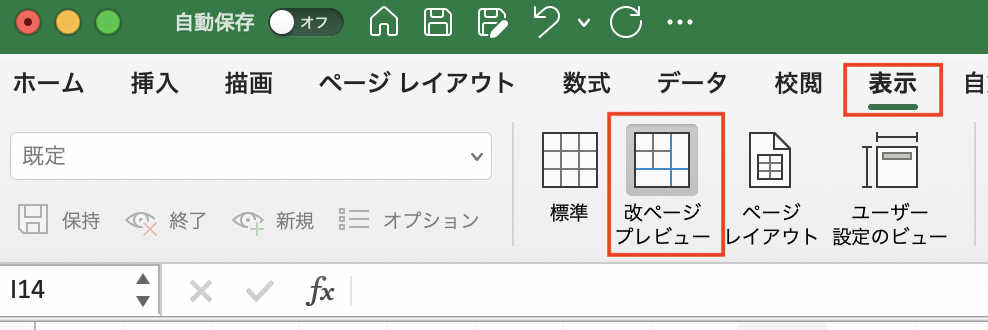 自動保存 オフ
ホーム 挿入 描画 ページ レイアウト 数式 データ 校閲 表示 自
既定
保持 終了 新規 オプション
標準 改ページ ページ ユーザー
プレビュー レイアウト 設定のビュー
I14 fx